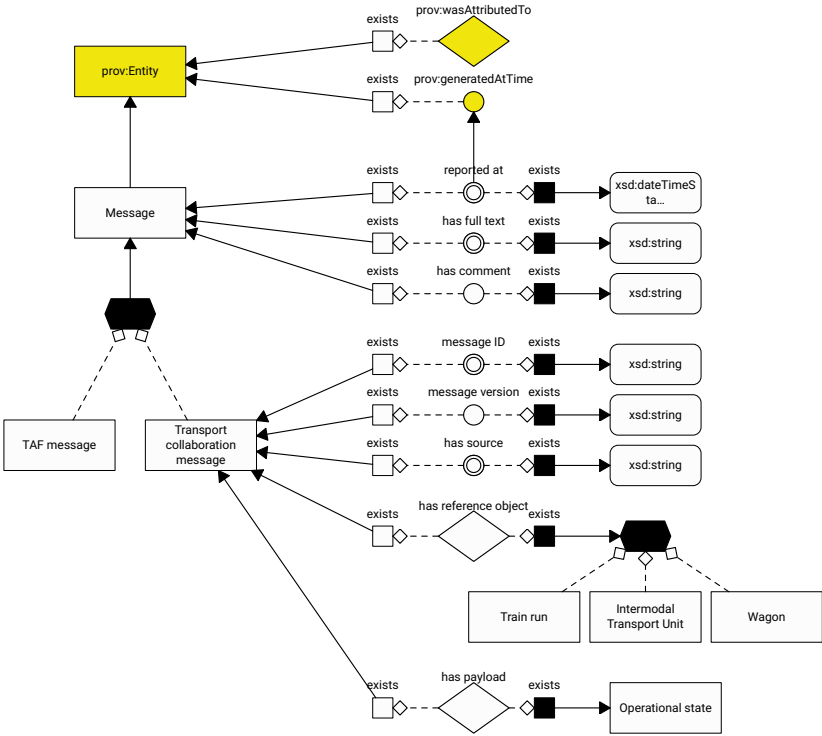 prov:wasAttributedTo
exists
prov:Entity
prov:generatedAtTime
exists
exists
reported at
exists
xsd:dateTimeS
ta...
Message
exists
has full text
exists
xsd:string
exists
has comment
exists
xsd:string
exists
message ID
exists
xsd:string
exists
message version
exists
xsd:string
TAF message
Transport
collaboration
message
exists
has source
exists
xsd:string
exists
has reference object
exists
Train run
Intermodal
Transport Unit
Wagon
exists
has payload
exists
Operational state